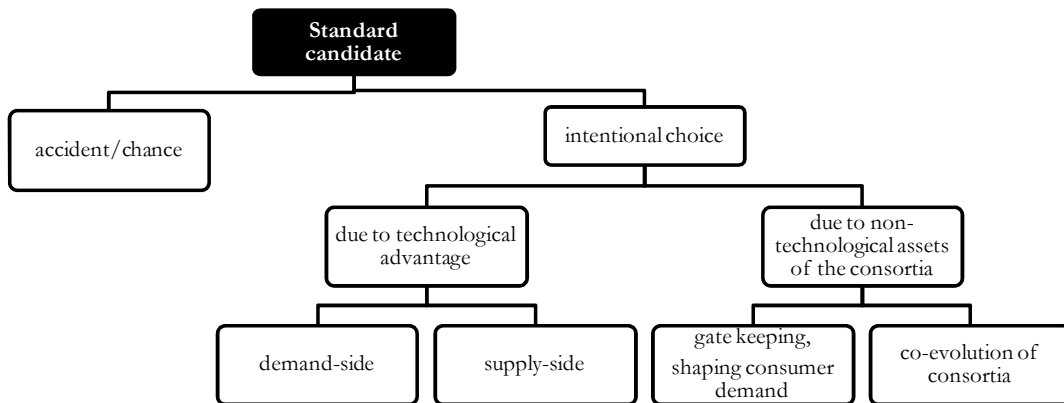 Standard
candidate
accident/chance
intentional choice
due to technological
advantage
due to non-
technological assets
of the consortia
demand-side
supply-side
gate keeping,
shaping consumer
demand
co-evolution of
consortia